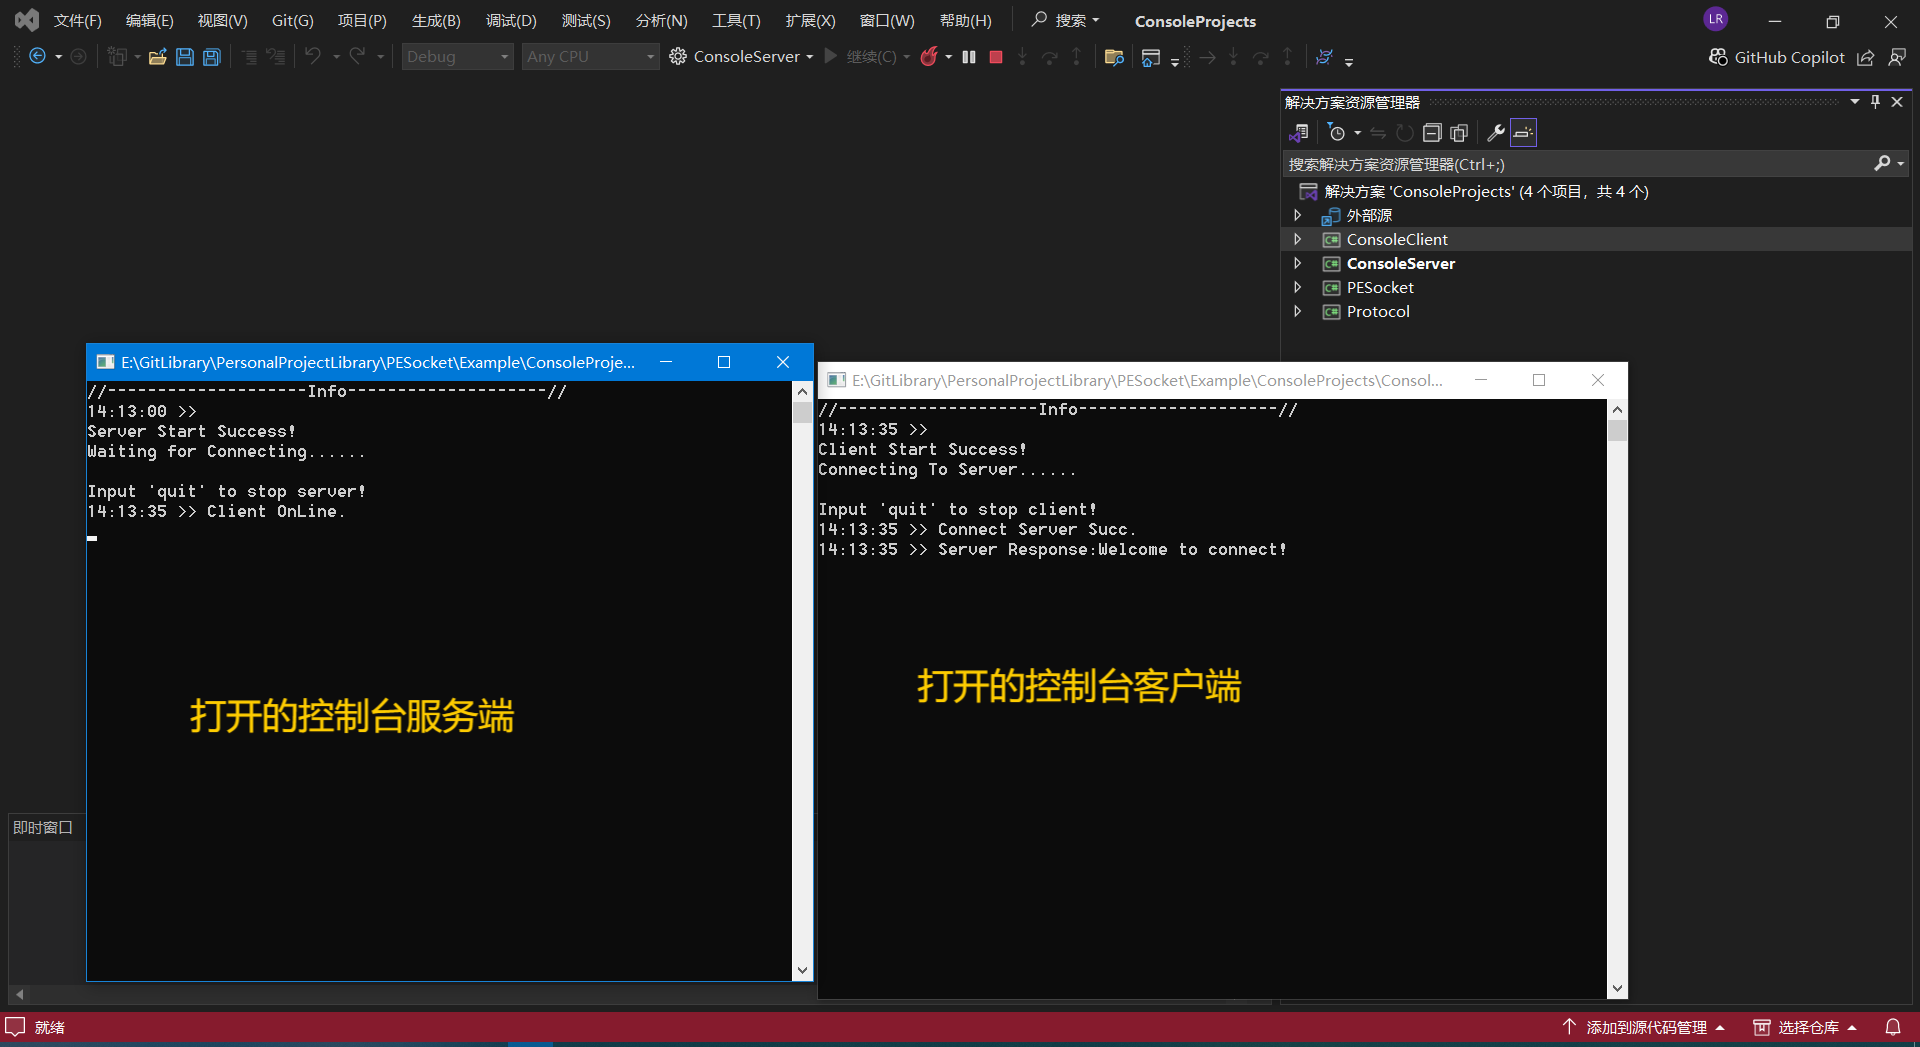 文件(F) 编辑(E) 视图(V) Git(G) 项目(P) 生成(B) 调试(D) 测试(S) 分析(N) 工具(T) 扩展(X) 窗口(W) 帮助(H) 搜索 ConsoleProjects LR
Debug Any CPU ConsoleServer 继续(C) GitHub Copilot
解决方案资源管理器
搜索解决方案资源管理器(Ctrl+;)
解决方案 'ConsoleProjects' (4 个项目，共 4 个)
外部源
C# ConsoleClient
C# ConsoleServer
C# PESocket
C# Protocol
E:\GitLibrary\PersonalProjectLibrary\PESocket\Example\ConsoleProje...
//--------------------Info--------------------//
14:13:00 >>
Server Start Success!
Waiting for Connecting......
Input 'quit' to stop server!
14:13:35 >> Client OnLine.
打开的控制台服务端
E:\GitLibrary\PersonalProjectLibrary\PESocket\Example\ConsoleProjects\Consol...
//--------------------Info--------------------//
14:13:35 >>
Client Start Success!
Connecting To Server......
Input 'quit' to stop client!
14:13:35 >> Connect Server Succ.
14:13:35 >> Server Response:Welcome to connect!
打开的控制台客户端
即时窗口
就绪 添加到源代码管理 选择仓库